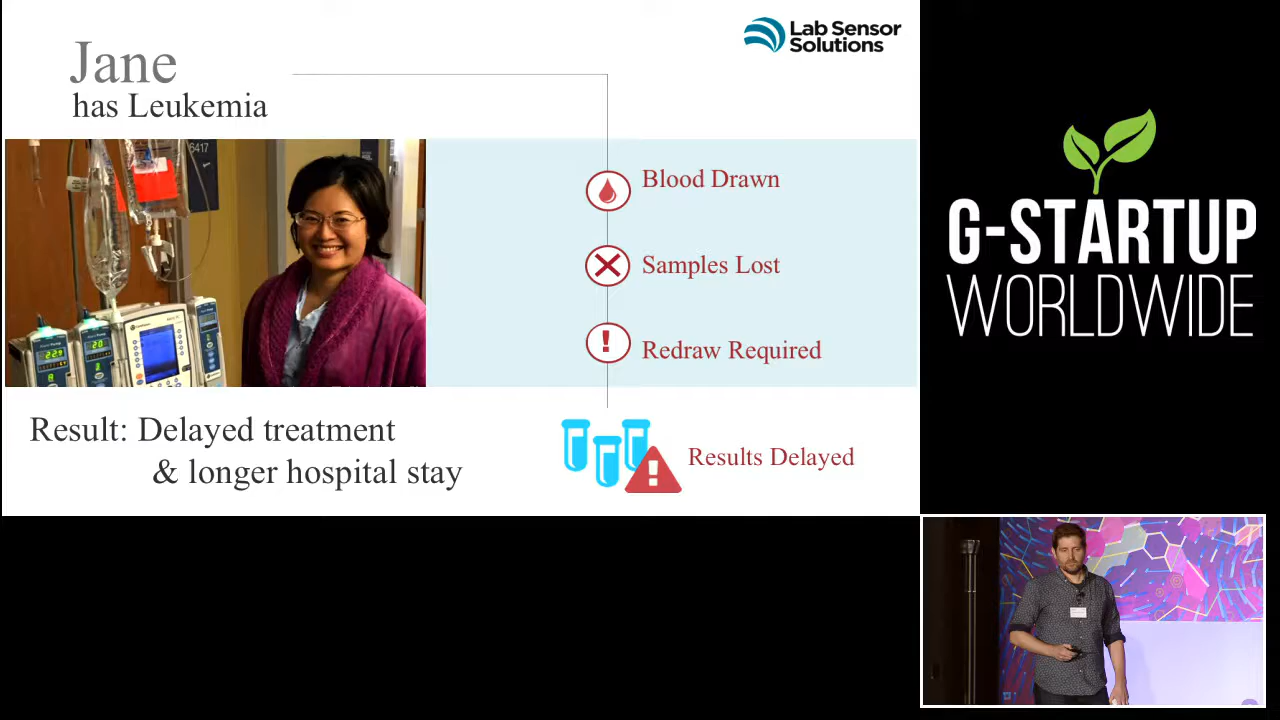 Jane
has Leukemia
Lab Sensor
Solutions
6417
Blood Drawn
Samples Lost
Redraw Required
Results Delayed
Result: Delayed treatment
& longer hospital stay
G-STARTUP
WORLDWIDE